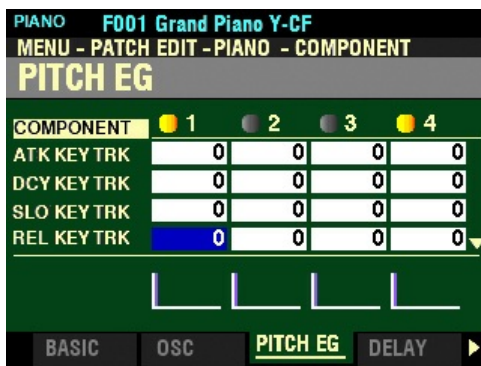 PIANO F001 Grand Piano Y-CF
MENU - PATCH EDIT -PIANO - COMPONENT
PITCH EG
COMPONENT 1 2 3 4
ATK KEY TRK 0 0 0 0
DCY KEY TRK 0 0 0 0
SLO KEY TRK 0 0 0 0
REL KEY TRK 0 0 0 0
BASIC OSC PITCH EG DELAY